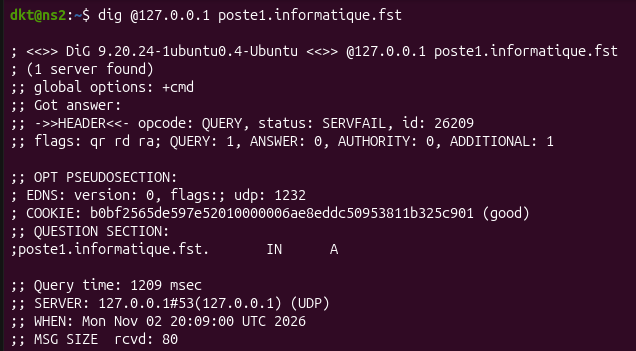 dkt@ns2:~$ dig @127.0.0.1 poste1.informatique.fst
; <<>> DiG 9.20.24-1ubuntu0.4-Ubuntu <<>> @127.0.0.1 poste1.informatique.fst
; (1 server found)
;; global options: +cmd
;; Got answer:
;; ->>HEADER<<- opcode: QUERY, status: SERVFAIL, id: 26209
;; flags: qr rd ra; QUERY: 1, ANSWER: 0, AUTHORITY: 0, ADDITIONAL: 1
;; OPT PSEUDOSECTION:
; EDNS: version: 0, flags:; udp: 1232
; COOKIE: b0bf2565de597e52010000006ae8eddc50953811b325c901 (good)
;; QUESTION SECTION:
;poste1.informatique.fst. IN A
;; Query time: 1209 msec
;; SERVER: 127.0.0.1#53(127.0.0.1) (UDP)
;; WHEN: Mon Nov 02 20:09:00 UTC 2026
;; MSG SIZE rcvd: 80